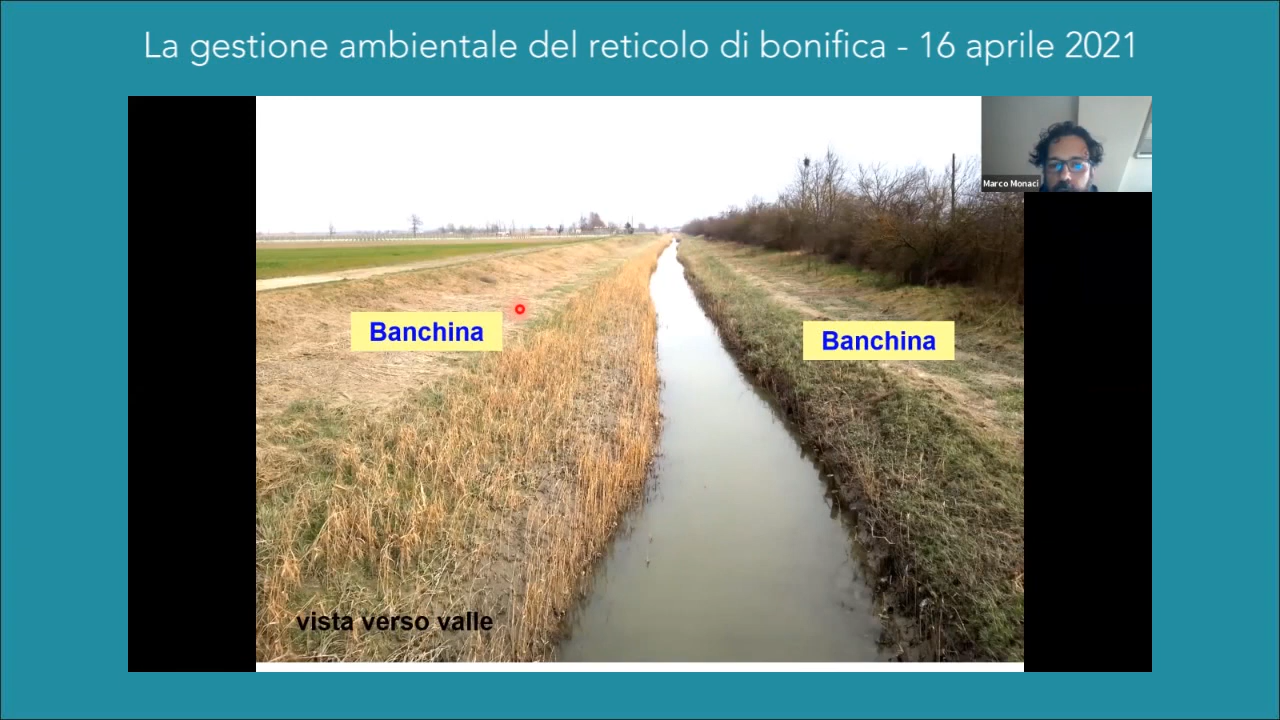 La gestione ambientale del reticolo di bonifica - 16 aprile 2021
Marco Monaci
Banchina
Banchina
vista verso valle